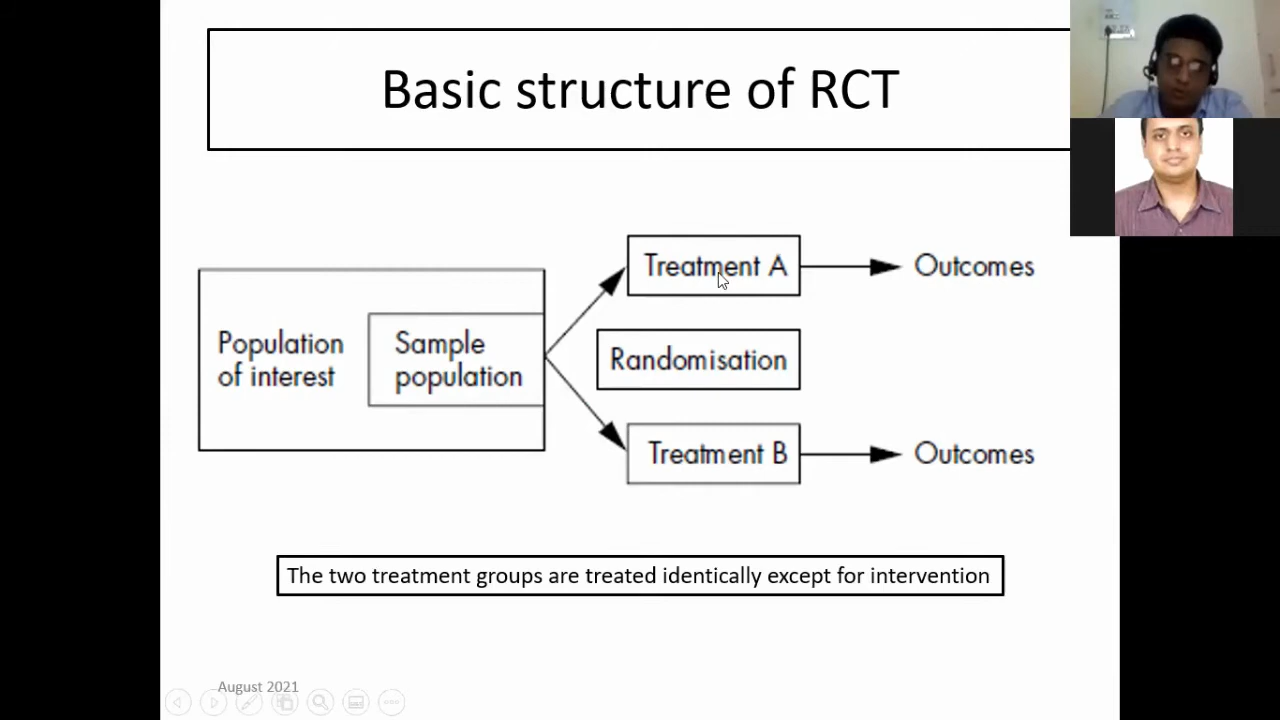 Basic structure of RCT
Population
of interest
Sample
population
Treatment A
Outcomes
Randomisation
Treatment B
Outcomes
The two treatment groups are treated identically except for intervention
August 2021